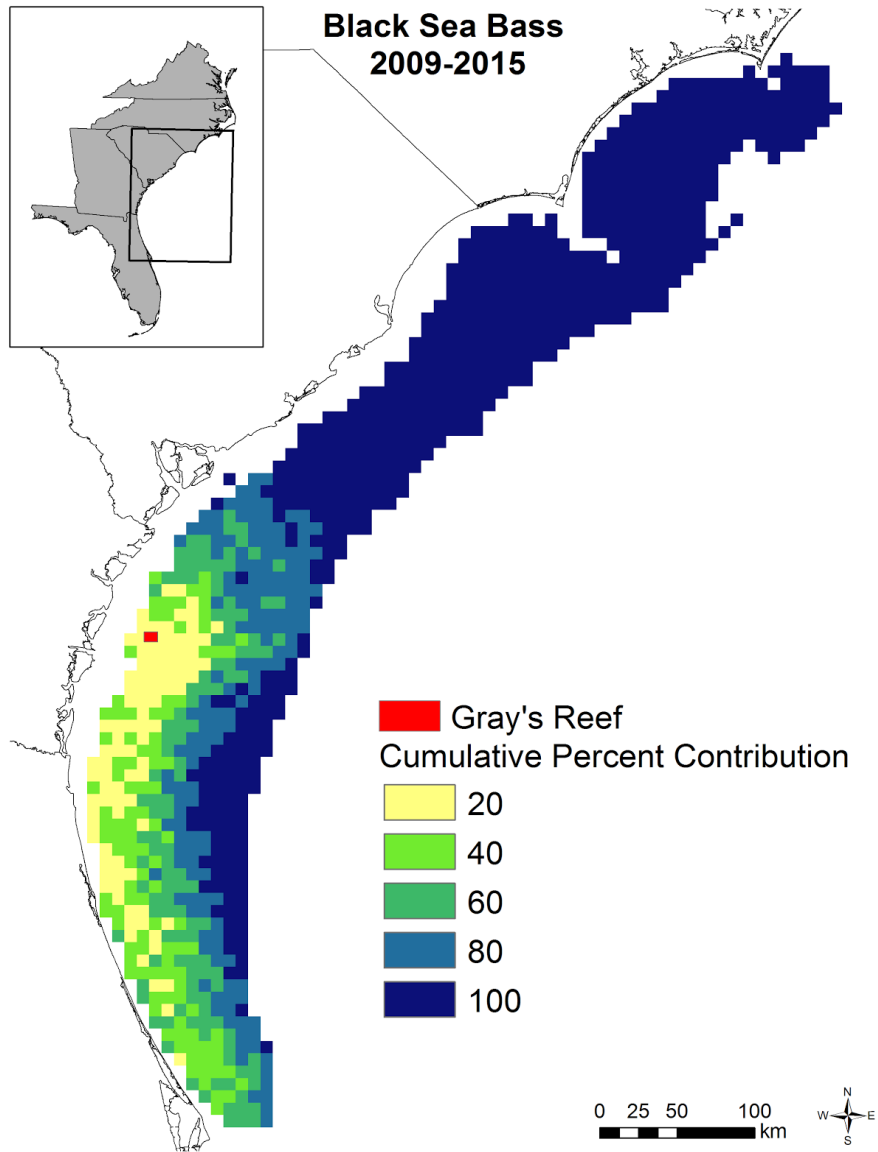 Black Sea Bass
2009-2015
Gray's Reef
Cumulative Percent Contribution
20
40
60
80
100
0 25 50 100
km
N
W E
S